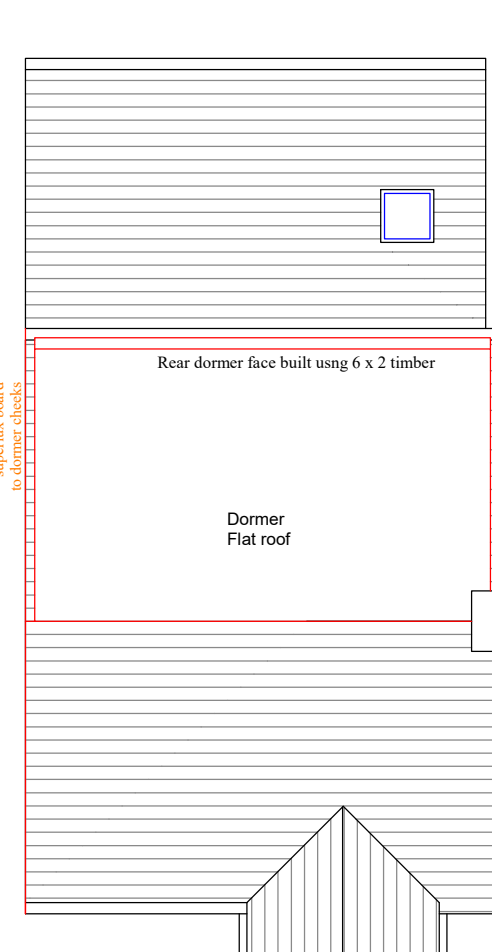 Rear dormer face built usng 6 x 2 timber
to dormer cheeks
Dormer
Flat roof